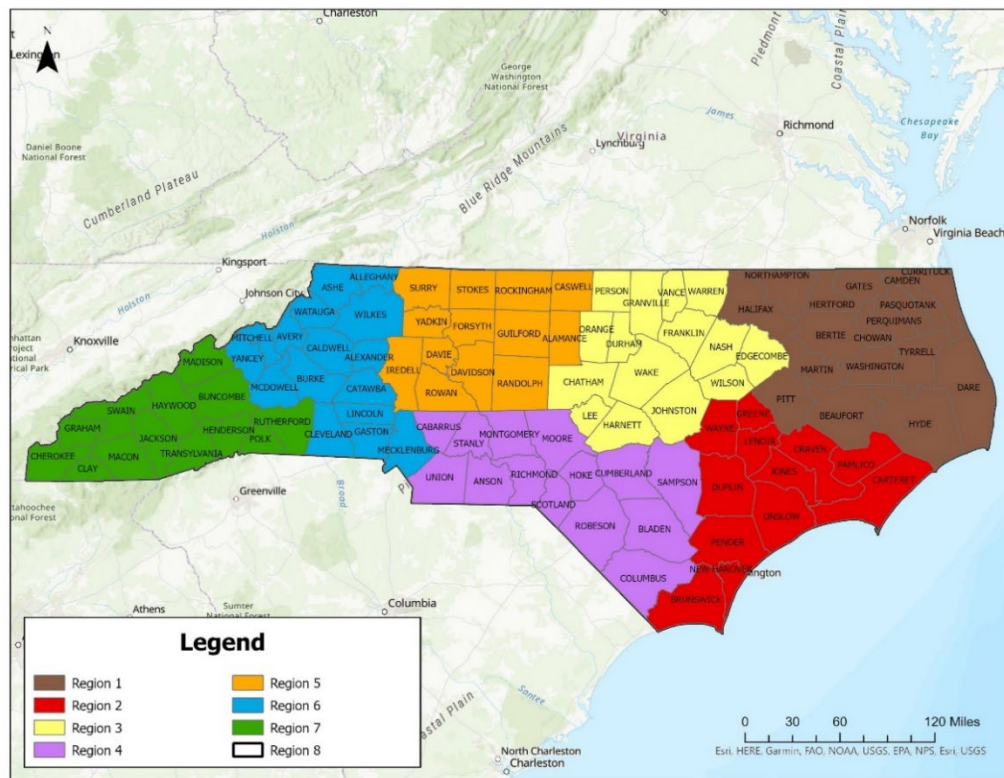 Charleston
Lexington
N
George
Washington
National Forest
Piedmont
Coastal Plain
Chesapeake
Bay
James
Richmond
Virginia
Lynchburg
Daniel Boone
National Forest
Cumberland Plateau
Blue Ridge Mountains
Holston
Norfolk
Virginia Beach
Kingsport
Johnson City
Holston
Knoxville
ALLEGHANY
ASHE
SURRY
STOKES
ROCKINGHAM
CASWELL
PERSON
GRANVILLE
VANCE
WARREN
NORTHAMPTON
GATES
CURRITUCK
CAMDEN
HALIFAX
HERTFORD
PASQUOTANK
PERQUIMANS
WATAUGA
WILKES
YADKIN
FORSYTH
GUILFORD
ALAMANCE
ORANGE
DURHAM
FRANKLIN
NASH
EDGECOMBE
BERTIE
CHOWAN
TYRRELL
MITCHELL
AVERY
YANCEY
CALDWELL
ALEXANDER
IREDELL
DAVIE
DAVIDSON
RANDOLPH
CHATHAM
WAKE
WILSON
MARTIN
WASHINGTON
DARE
MADISON
MCDOWELL
BURKE
CATAWBA
ROWAN
PITT
BEAUFORT
HYDE
BUNCOMBE
HAYWOOD
SWAIN
GRAHAM
JACKSON
HENDERSON
RUTHERFORD
POLK
CLEVELAND
LINCOLN
GASTON
MECKLENBURG
CABARRUS
STANLY
MONTGOMERY
MOORE
LEE
HARNETT
JOHNSTON
WAYNE
GREENE
LENOIR
CRAVEN
PAMLICO
CARTERET
JONES
CHEROKEE
CLAY
MACON
TRANSYLVANIA
UNION
ANSON
RICHMOND
HOKE
CUMBERLAND
SAMPSON
DUPLIN
ONSLOW
SCOTLAND
ROBESON
BLADEN
PENDER
COLUMBUS
NEW HANOVER
BRUNSWICK
Greenville
Broad
Athens
Sumter
National Forest
Columbia
Santee
North Charleston
Charleston
Legend
Region 1
Region 2
Region 3
Region 4
Region 5
Region 6
Region 7
Region 8
0 30 60 120 Miles
Esri, HERE, Garmin, FAO, NOAA, USGS, EPA, NPS, Esri, USGS